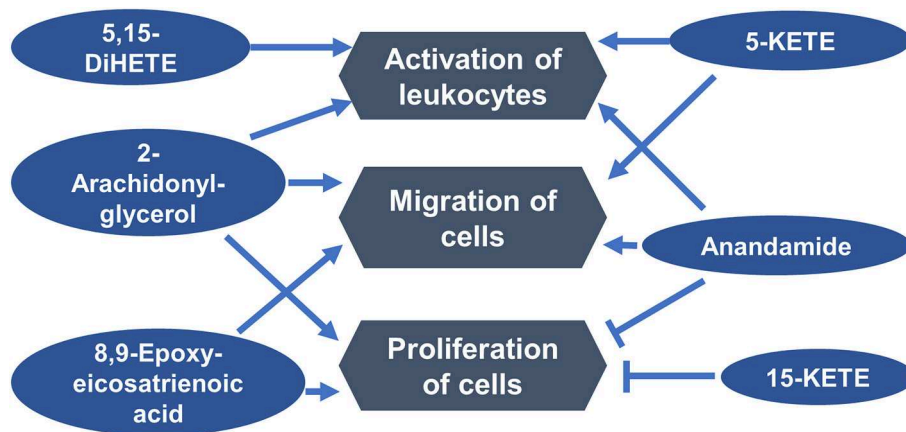 5,15-
DiHETE
Activation of
leukocytes
5-KETE
2-
Arachidonyl-
glycerol
Migration of
cells
Anandamide
8,9-Epoxy-
eicosatrienoic
acid
Proliferation
of cells
15-KETE